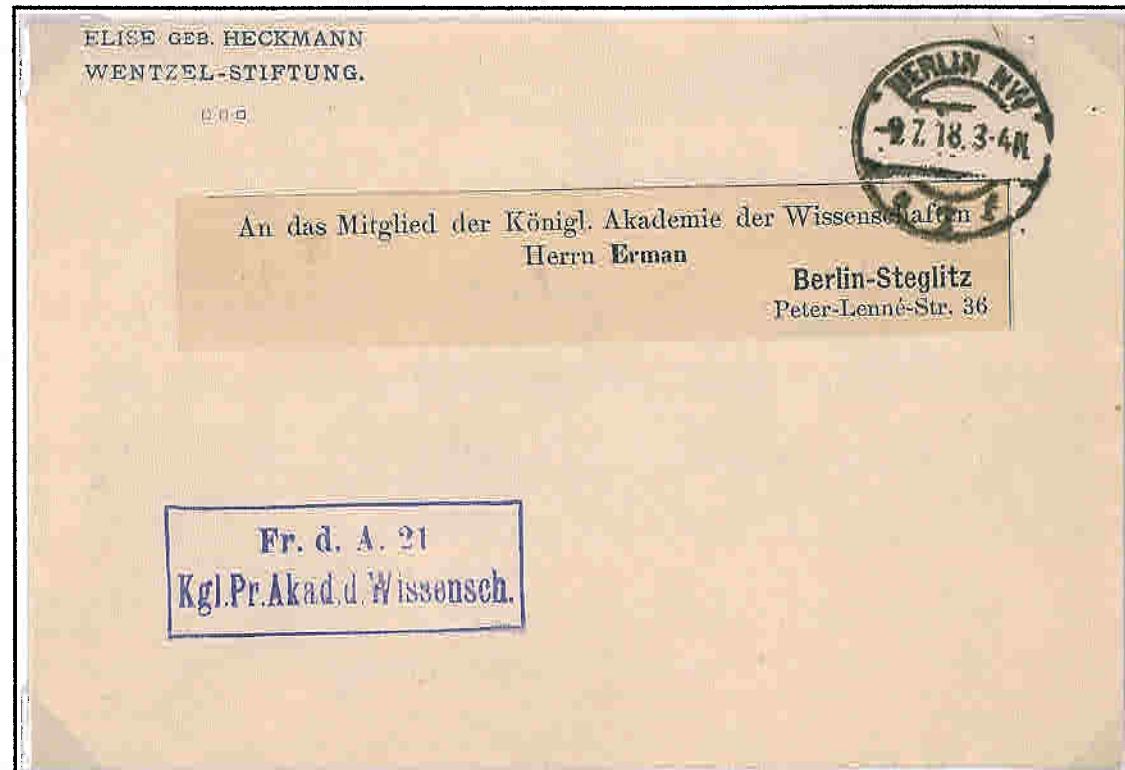 ELISE GEB. HECKMANN
WENTZEL-STIFTUNG.
BERLIN NW
-9.7.18.3-4N.
An das Mitglied der Königl. Akademie der Wissenschaften
Herrn Erman
Berlin-Steglitz
Peter-Lenné-Str. 36
Fr. d. A. 21
Kgl.Pr.Akad.d.Wissensch.